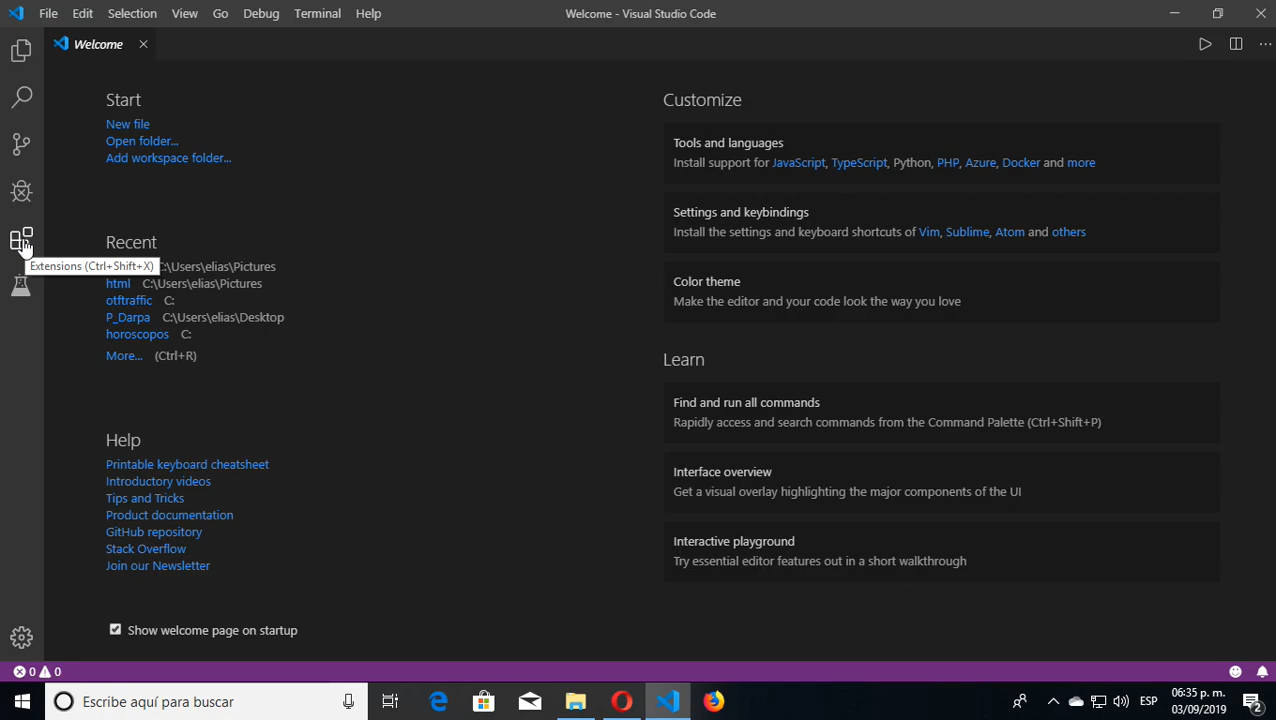 File Edit Selection View Go Debug Terminal Help Welcome - Visual Studio Code
Welcome
Start
New file
Open folder...
Add workspace folder...
Recent
C:\Users\elias\Pictures
html C:\Users\elias\Pictures
otftraffic C:
P_Darpa C:\Users\elias\Desktop
horoscopos C:
More... (Ctrl+R)
Extensions (Ctrl+Shift+X)
Help
Printable keyboard cheatsheet
Introductory videos
Tips and Tricks
Product documentation
GitHub repository
Stack Overflow
Join our Newsletter
Show welcome page on startup
Customize
Tools and languages
Install support for JavaScript, TypeScript, Python, PHP, Azure, Docker and more
Settings and keybindings
Install the settings and keyboard shortcuts of Vim, Sublime, Atom and others
Color theme
Make the editor and your code look the way you love
Learn
Find and run all commands
Rapidly access and search commands from the Command Palette (Ctrl+Shift+P)
Interface overview
Get a visual overlay highlighting the major components of the UI
Interactive playground
Try essential editor features out in a short walkthrough
0 0
Escribe aquí para buscar
ESP
06:35 p. m.
03/09/2019
2